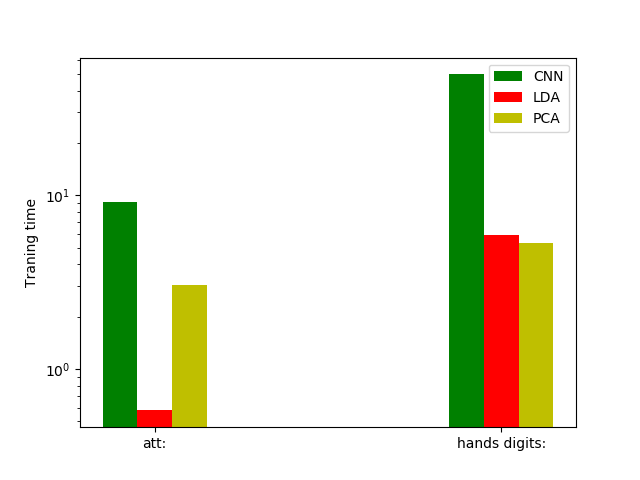 CNN
LDA
PCA
Traning time
10¹
10⁰
att:
hands digits: